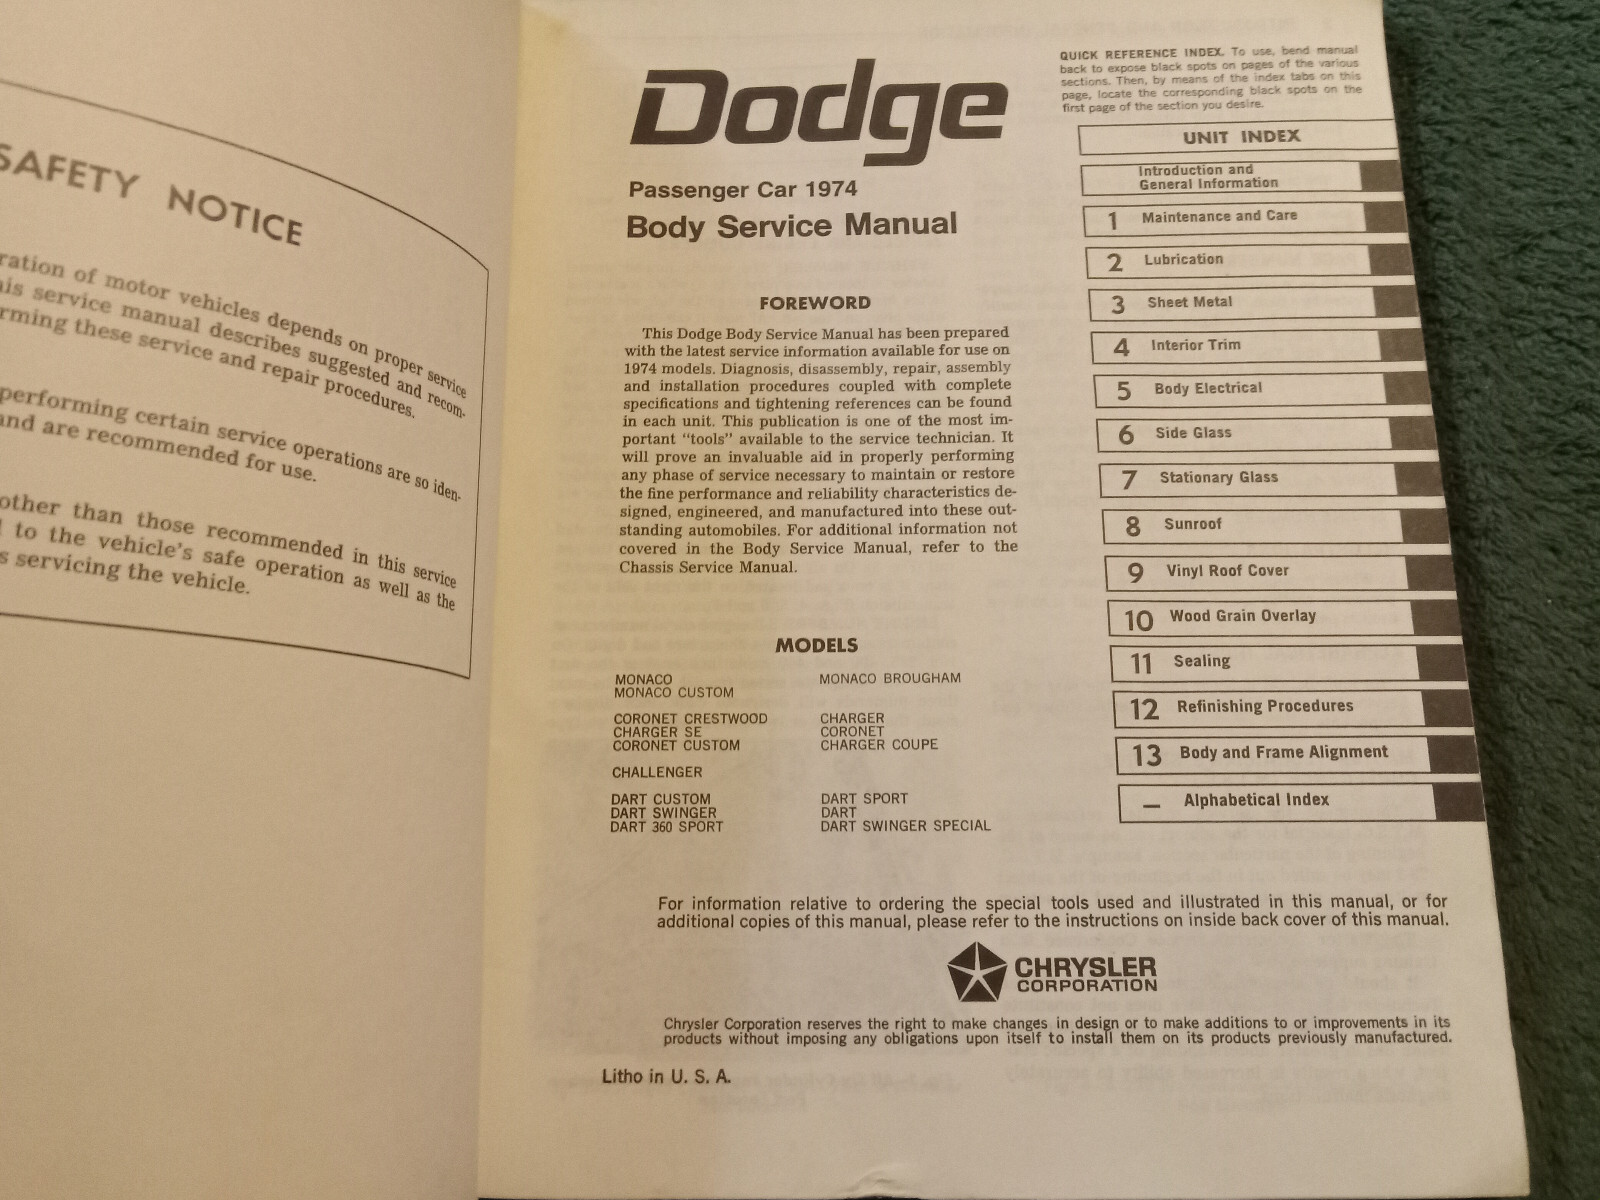 SAFETY NOTICE
of motor vehicles depends on proper service
service manual describes suggested and recom-
these service and repair procedures.
performing certain service operations are so iden-
and are recommended for use.
other than those recommended in this service
to the vehicle's safe operation as well as the
servicing the vehicle.
Dodge
Passenger Car 1974
Body Service Manual
FOREWORD
This Dodge Body Service Manual has been prepared
with the latest service information available for use on
1974 models. Diagnosis, disassembly, repair, assembly
and installation procedures coupled with complete
specifications and tightening references can be found
in each unit. This publication is one of the most im-
portant "tools" available to the service technician. It
will prove an invaluable aid in properly performing
any phase of service necessary to maintain or restore
the fine performance and reliability characteristics de-
signed, engineered, and manufactured into these out-
standing automobiles. For additional information not
covered in the Body Service Manual, refer to the
Chassis Service Manual.
MODELS
MONACO MONACO BROUGHAM
MONACO CUSTOM
CORONET CRESTWOOD CHARGER
CHARGER SE CORONET
CORONET CUSTOM CHARGER COUPE
CHALLENGER
DART CUSTOM DART SPORT
DART SWINGER DART
DART 360 SPORT DART SWINGER SPECIAL
QUICK REFERENCE INDEX. To use, bend manual
back to expose black spots on pages of the various
sections. Then, by means of the index tabs on this
page, locate the corresponding black spots on the
first page of the section you desire.
UNIT INDEX
Introduction and
General Information
1 Maintenance and Care
2 Lubrication
3 Sheet Metal
4 Interior Trim
5 Body Electrical
6 Side Glass
7 Stationary Glass
8 Sunroof
9 Vinyl Roof Cover
10 Wood Grain Overlay
11 Sealing
12 Refinishing Procedures
13 Body and Frame Alignment
— Alphabetical Index
For information relative to ordering the special tools used and illustrated in this manual, or for
additional copies of this manual, please refer to the instructions on inside back cover of this manual.
CHRYSLER
CORPORATION
Chrysler Corporation reserves the right to make changes in design or to make additions to or improvements in its
products without imposing any obligations upon itself to install them on its products previously manufactured.
Litho in U. S. A.